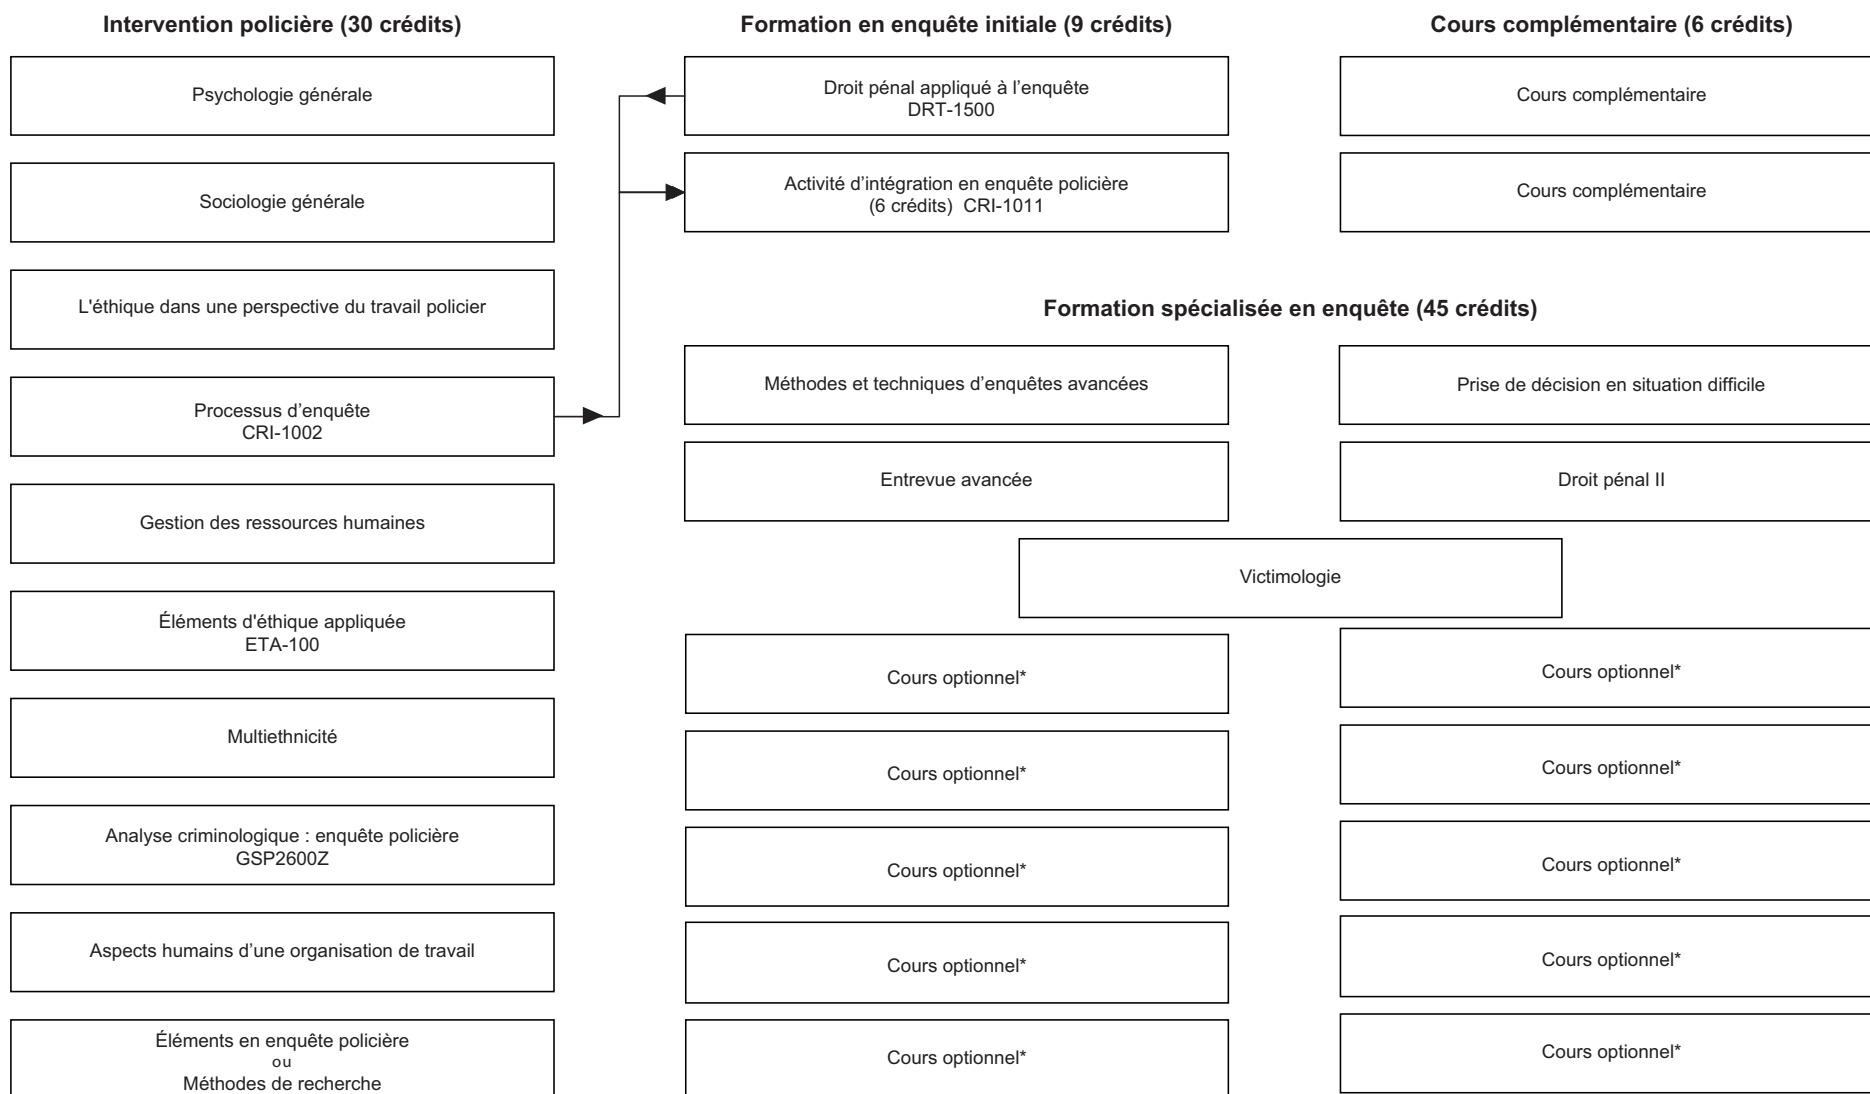 Intervention policière (30 crédits)
Psychologie générale
Sociologie générale
L'éthique dans une perspective du travail policier
Processus d’enquête
CRI-1002
Gestion des ressources humaines
Éléments d'éthique appliquée
ETA-100
Multiethnicité
Analyse criminologique : enquête policière
GSP2600Z
Aspects humains d’une organisation de travail
Éléments en enquête policière
ou
Méthodes de recherche
Formation en enquête initiale (9 crédits)
Droit pénal appliqué à l’enquête
DRT-1500
Activité d’intégration en enquête policière
(6 crédits) CRI-1011
Cours complémentaire (6 crédits)
Cours complémentaire
Cours complémentaire
Formation spécialisée en enquête (45 crédits)
Méthodes et techniques d’enquêtes avancées
Prise de décision en situation difficile
Entrevue avancée
Droit pénal II
Victimologie
Cours optionnel*
Cours optionnel*
Cours optionnel*
Cours optionnel*
Cours optionnel*
Cours optionnel*
Cours optionnel*
Cours optionnel*
Cours optionnel*
Cours optionnel*